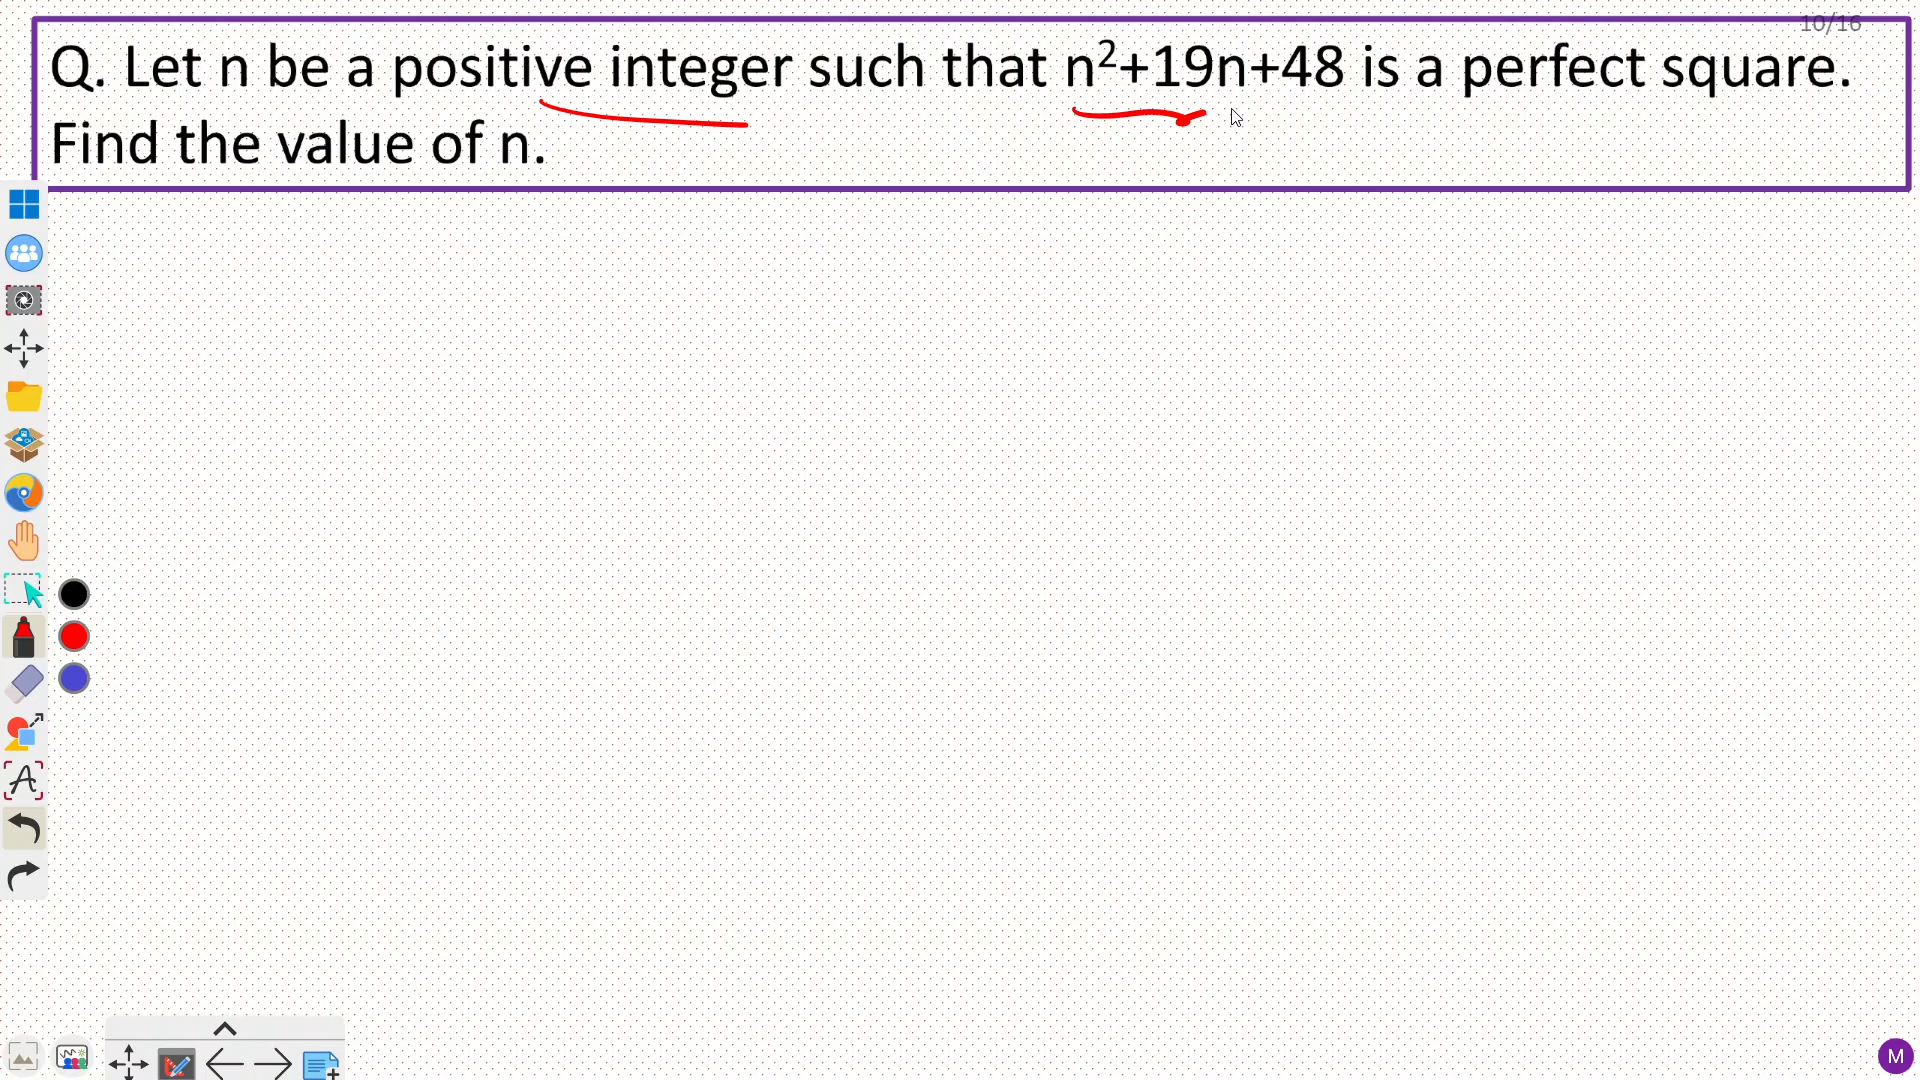 10/16
Q. Let n be a positive integer such that n²+19n+48 is a perfect square.
Find the value of n.
M